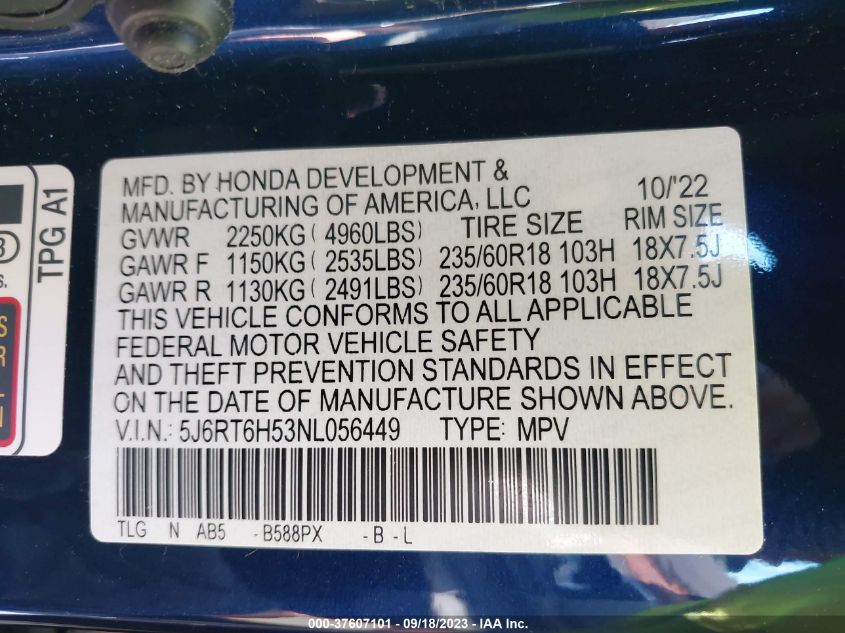 MFD. BY HONDA DEVELOPMENT &
MANUFACTURING OF AMERICA, LLC 10/'22
GVWR 2250KG ( 4960LBS) TIRE SIZE RIM SIZE
GAWR F 1150KG ( 2535LBS) 235/60R18 103H 18X7.5J
GAWR R 1130KG ( 2491LBS) 235/60R18 103H 18X7.5J
THIS VEHICLE CONFORMS TO ALL APPLICABLE
FEDERAL MOTOR VEHICLE SAFETY
AND THEFT PREVENTION STANDARDS IN EFFECT
ON THE DATE OF MANUFACTURE SHOWN ABOVE.
V.I.N.: 5J6RT6H53NL056449 TYPE: MPV
TLG N AB5 -B588PX -B-L
TPG A1
000-37607101 - 09/18/2023 - IAA Inc.